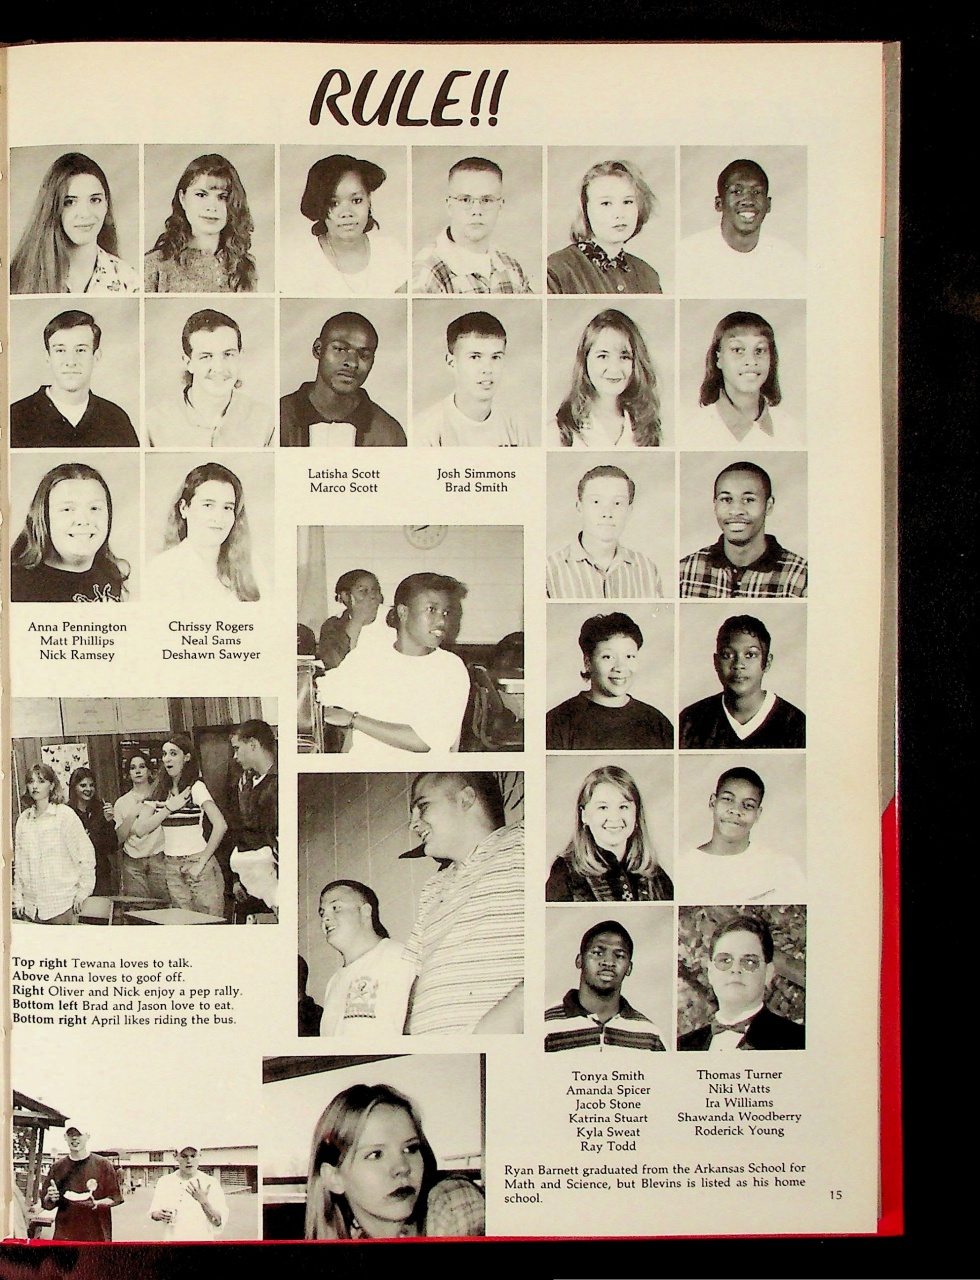 RULE!!
Latisha Scott
Marco Scott
Josh Simmons
Brad Smith
Anna Pennington
Matt Phillips
Nick Ramsey
Chrissy Rogers
Neal Sams
Deshawn Sawyer
Top right Tewana loves to talk.
Above Anna loves to goof off.
Right Oliver and Nick enjoy a pep rally.
Bottom left Brad and Jason love to eat.
Bottom right April likes riding the bus.
Tonya Smith
Amanda Spicer
Jacob Stone
Katrina Stuart
Kyla Sweat
Ray Todd
Thomas Turner
Niki Watts
Ira Williams
Shawanda Woodberry
Roderick Young
Ryan Barnett graduated from the Arkansas School for
Math and Science, but Blevins is listed as his home
school.
15